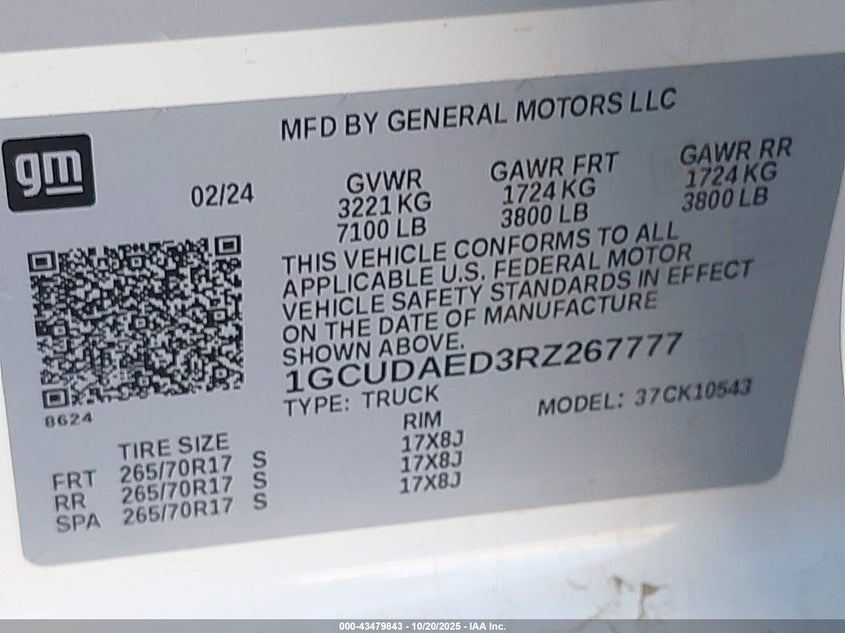 MFD BY GENERAL MOTORS LLC
gm
02/24
GVWR
3221 KG
7100 LB
GAWR FRT
1724 KG
3800 LB
GAWR RR
1724 KG
3800 LB
THIS VEHICLE CONFORMS TO ALL
APPLICABLE U.S. FEDERAL MOTOR
VEHICLE SAFETY STANDARDS IN EFFECT
ON THE DATE OF MANUFACTURE
SHOWN ABOVE.
1GCUDAED3RZ267777
TYPE: TRUCK
MODEL: 37CK10543
8624
TIRE SIZE RIM
FRT 265/70R17 S 17X8J
RR 265/70R17 S 17X8J
SPA 265/70R17 S 17X8J
000-43479843 - 10/20/2025 - IAA Inc.